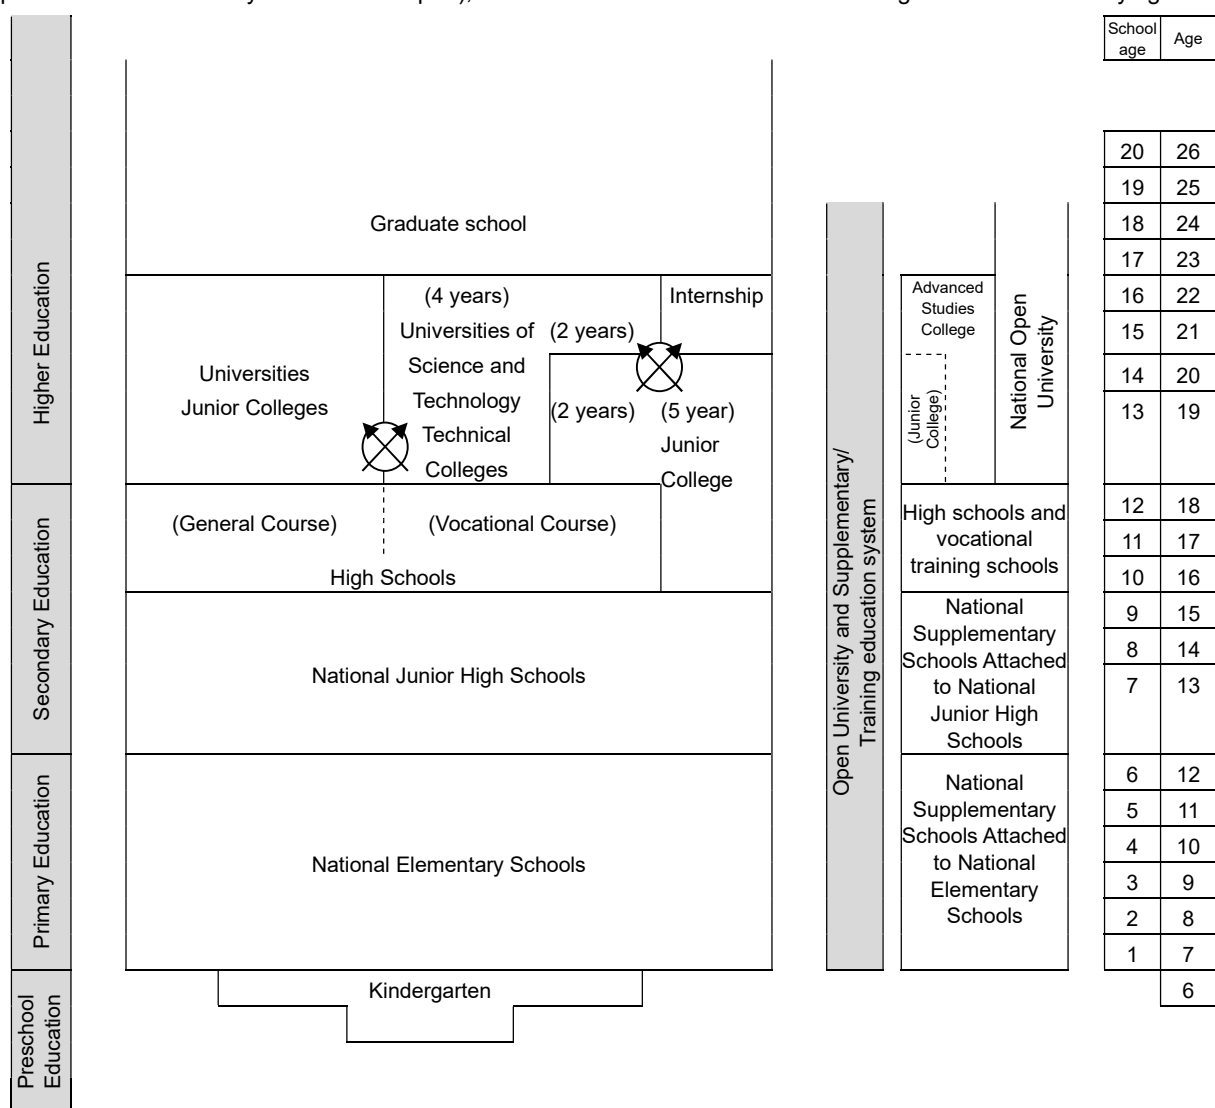 School age
Age
Higher Education
Secondary Education
Primary Education
Preschool Education
Graduate school
Universities
Junior Colleges
(4 years)
Universities of
Science and
Technology
Technical
Colleges
(2 years)
(2 years)
Internship
(5 year)
Junior
College
(General Course)
(Vocational Course)
High Schools
National Junior High Schools
National Elementary Schools
Kindergarten
Open University and Supplementary/
Training education system
Advanced
Studies
College
(Junior
College)
National Open
University
High schools and
vocational
training schools
National
Supplementary
Schools Attached
to National
Junior High
Schools
National
Supplementary
Schools Attached
to National
Elementary
Schools
20 26
19 25
18 24
17 23
16 22
15 21
14 20
13 19
12 18
11 17
10 16
9 15
8 14
7 13
6 12
5 11
4 10
3 9
2 8
1 7
6